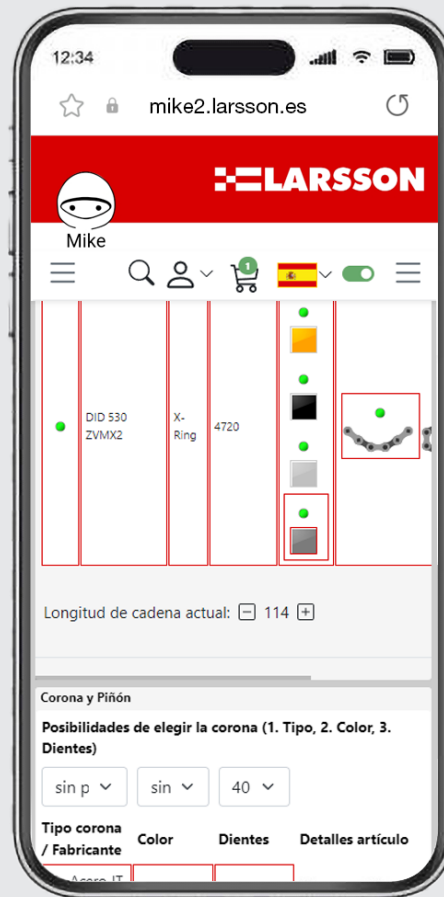 12:34
mike2.larsson.es
LARSSON
Mike
1
DID 530
ZVMX2
X-
Ring
4720
Longitud de cadena actual: 114
Corona y Piñón
Posibilidades de elegir la corona (1. Tipo, 2. Color, 3.
Dientes)
sin p
sin
40
Tipo corona
/ Fabricante
Color
Dientes
Detalles artículo
Acero JT